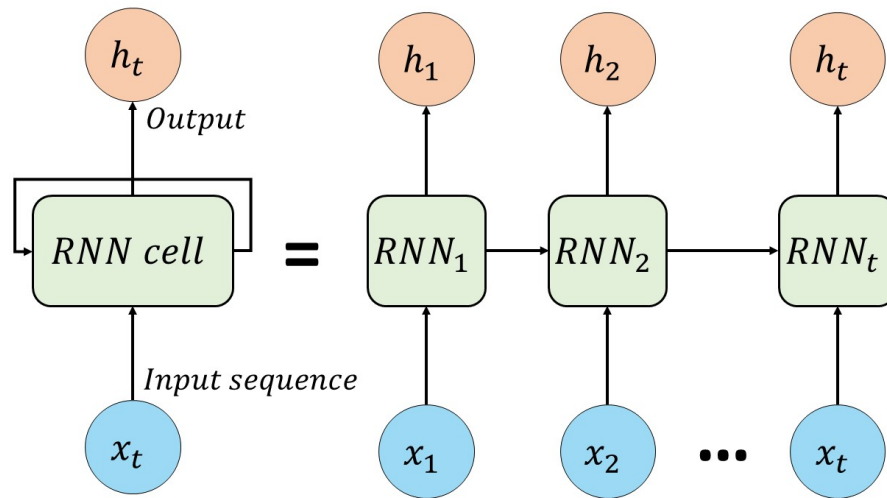 h_t h_1 h_2 h_t
Output
RNN cell = RNN_1 RNN_2 RNN_t
Input sequence
x_t x_1 x_2 ... x_t